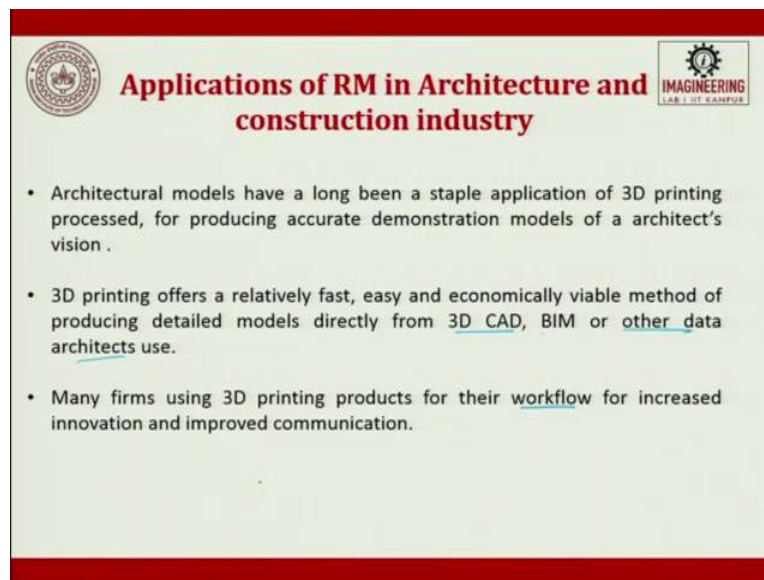 Applications of RM in Architecture and
construction industry
IMAGINEERING
LAB | IIT KANPUR
• Architectural models have a long been a staple application of 3D printing
processed, for producing accurate demonstration models of a architect's
vision .
• 3D printing offers a relatively fast, easy and economically viable method of
producing detailed models directly from 3D CAD, BIM or other data
architects use.
• Many firms using 3D printing products for their workflow for increased
innovation and improved communication.